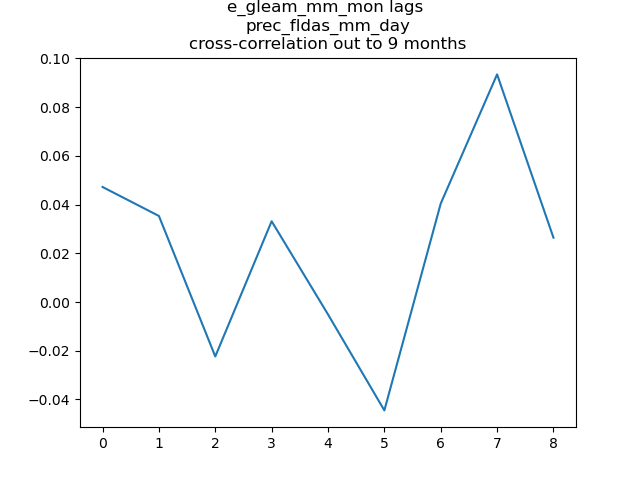 e_gleam_mm_mon lags
prec_fldas_mm_day
cross-correlation out to 9 months
0.10
0.08
0.06
0.04
0.02
0.00
−0.02
−0.04
0 1 2 3 4 5 6 7 8